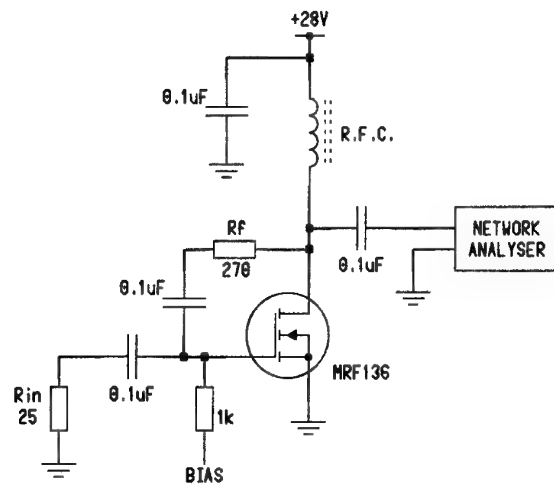 +28V
0.1uF
R.F.C.
Rf
270
0.1uF
NETWORK
ANALYSER
0.1uF
0.1uF
MRF136
Rin
25
1k
BIAS